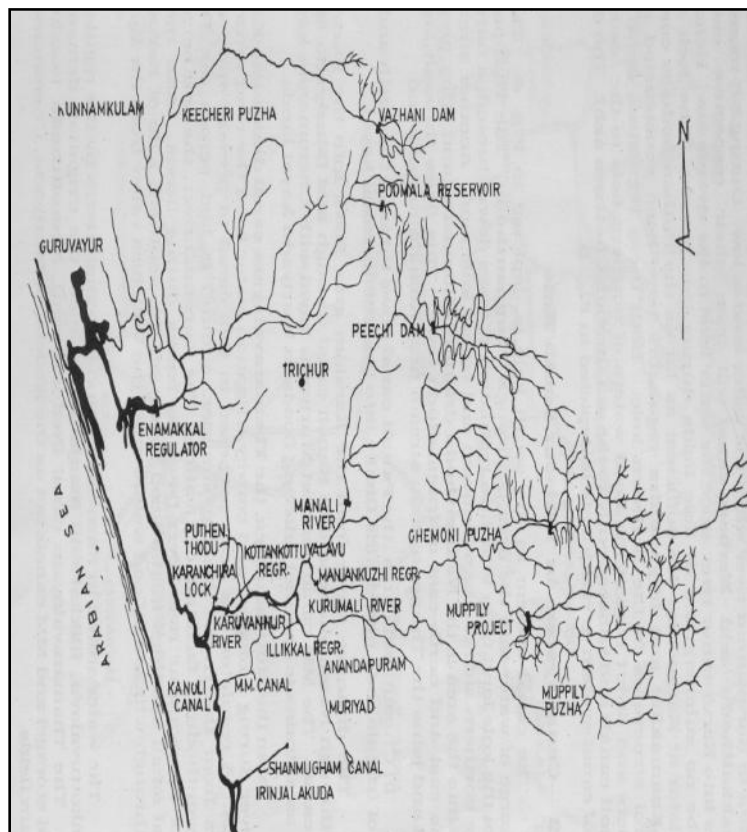 KUNNAMKULAM
KEECHERI PUZHA
VAZHANI DAM
N
POOMALA RESERVOIR
GURUVAYUR
PEECHI DAM
TRICHUR
ENAMAKKAL
REGULATOR
MANALI
RIVER
CHEMONI PUZHA
PUTHEN
THODU
KOTTANKOTTUVALAVU
REGR.
KARANCHIRA
LOCK
MANJANKUZHI REGR.
KURUMALI RIVER
MUPPILY
PROJECT
ARABIAN SEA
KARUVANNUR
RIVER
ILLIKKAL REGR.
ANANDAPURAM
KANOLI
CANAL
M.M. CANAL
MURIYAD
MUPPILY
PUZHA
SHANMUGHAM CANAL
IRINJALAKUDA